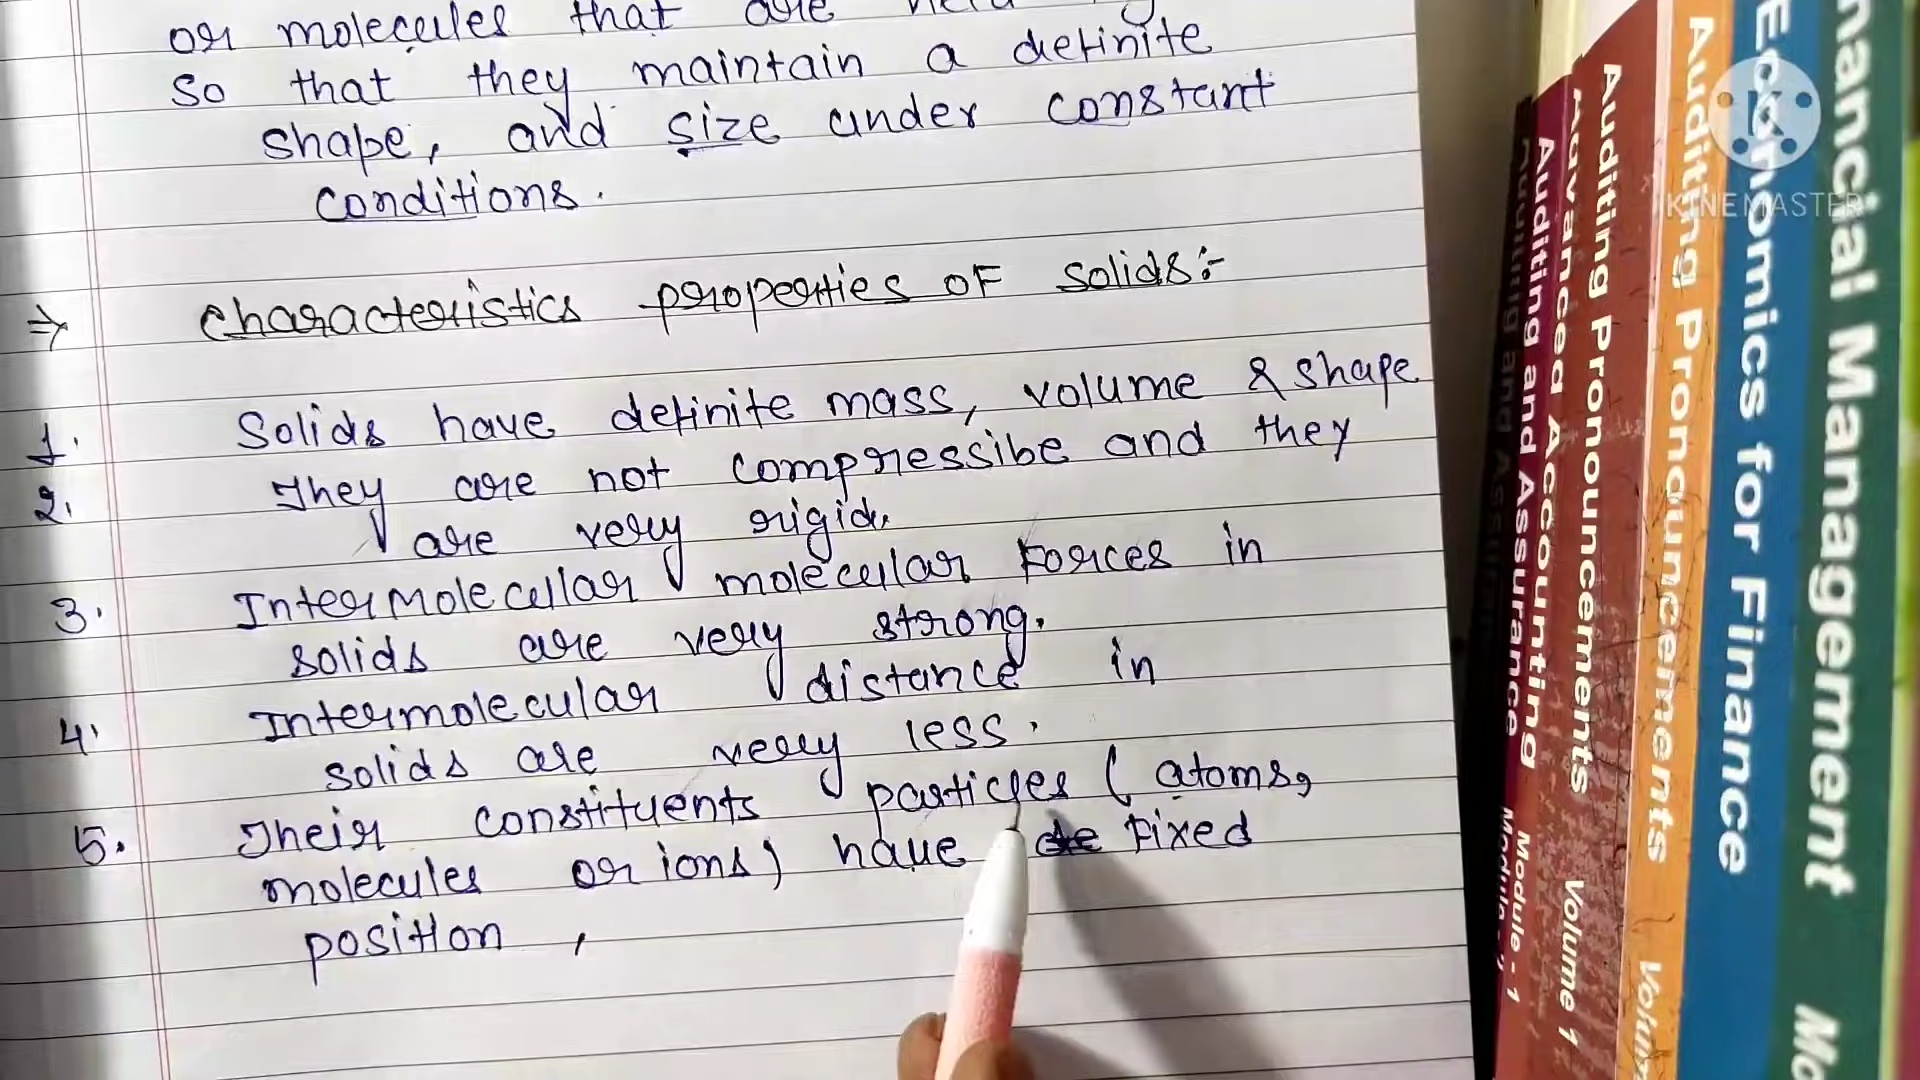 or molecules that are held
so that they maintain a definite
shape, and size under constant
conditions.
⇒ characteristics properties of solids:-
1. Solids have definite mass, volume & shape
2. They are not compressibe and they
are very rigid.
3. Intermolecular molecular forces in
solids are very strong.
4. Intermolecular distance in
solids are very less.
5. Their constituents particles ( atoms,
molecules or ions) have de fixed
position ,
Auditing and Assurance Module - 1
Advanced Accounting
Auditing Pronouncements Volume 1
Auditing Pronouncements
Economics for Finance
nancial Management
KINEMASTER